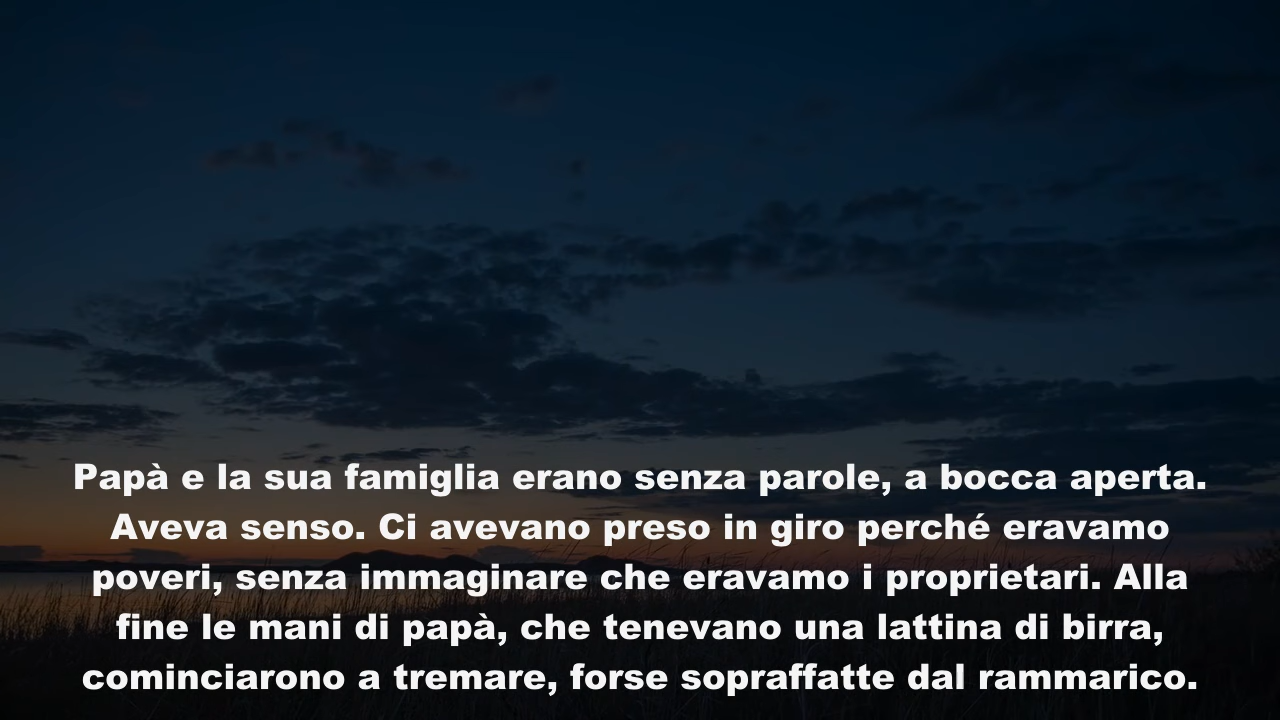 Papà e la sua famiglia erano senza parole, a bocca aperta.
Aveva senso. Ci avevano preso in giro perché eravamo
poveri, senza immaginare che eravamo i proprietari. Alla
fine le mani di papà, che tenevano una lattina di birra,
cominciarono a tremare, forse sopraffatte dal rammarico.